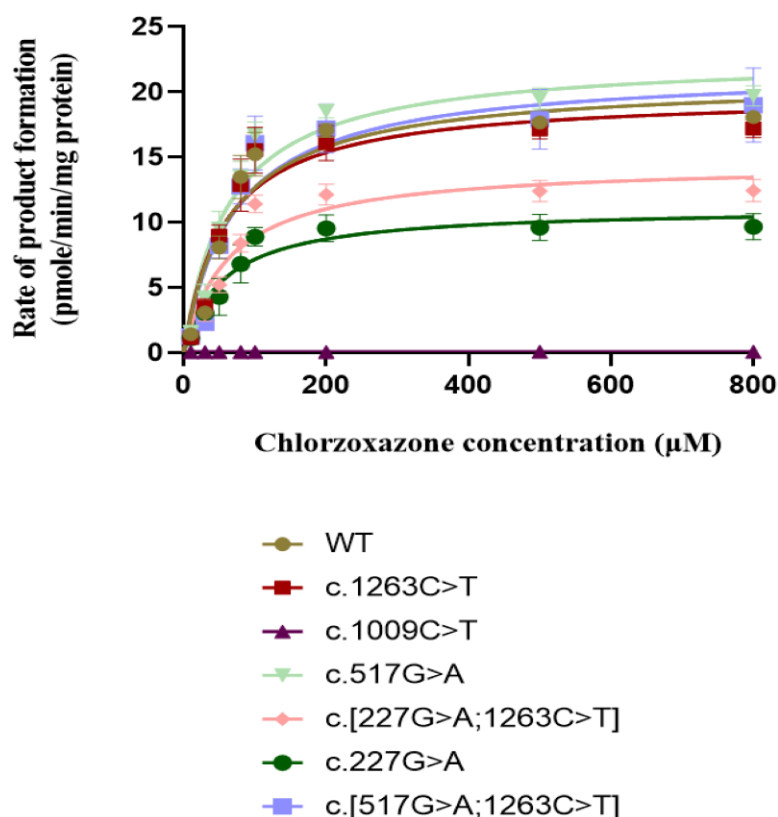 Rate of product formation
(pmole/min/mg protein)
25
20
15
10
5
0
0 200 400 600 800
Chlorzoxazone concentration (µM)
WT
c.1263C>T
c.1009C>T
c.517G>A
c.[227G>A;1263C>T]
c.227G>A
c.[517G>A;1263C>T]